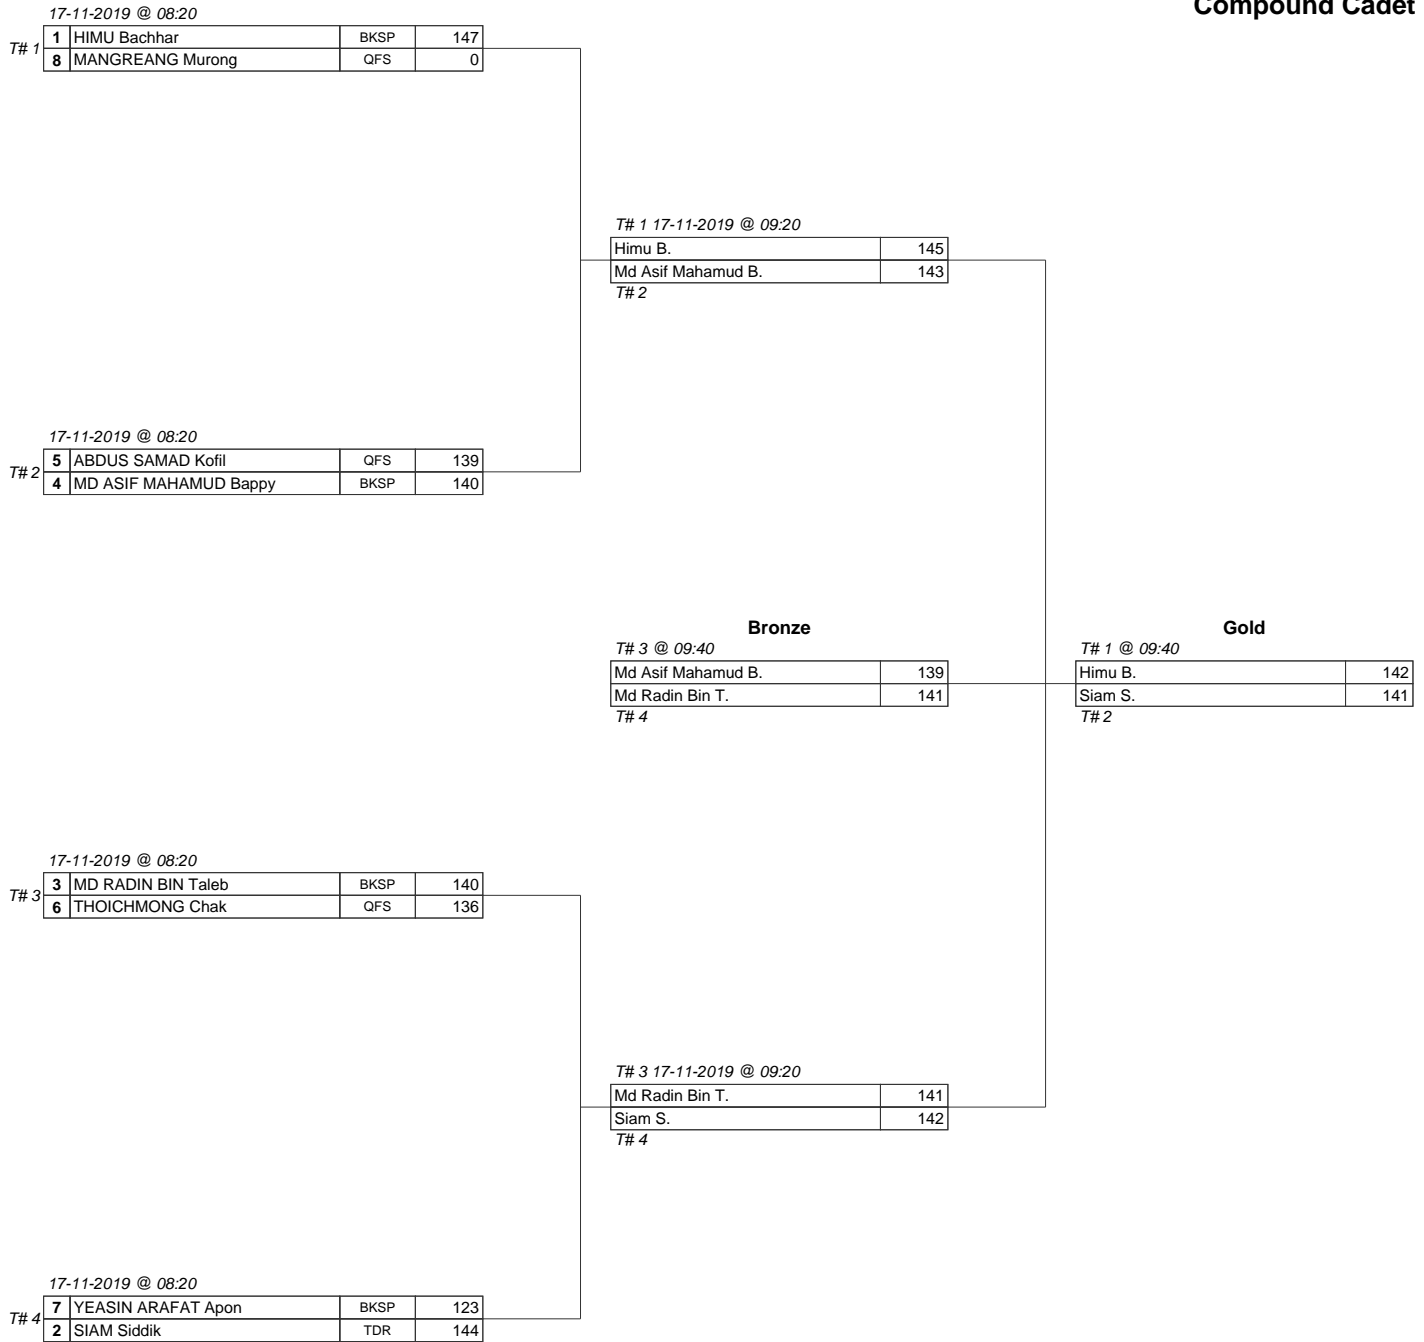 Compound Cadet
17-11-2019 @ 08:20
T# 1
1 HIMU Bachhar BKSP 147
8 MANGREANG Murong QFS 0
T# 1 17-11-2019 @ 09:20
Himu B. 145
Md Asif Mahamud B. 143
T# 2
17-11-2019 @ 08:20
T# 2
5 ABDUS SAMAD Kofil QFS 139
4 MD ASIF MAHAMUD Bappy BKSP 140
Bronze
T# 3 @ 09:40
Md Asif Mahamud B. 139
Md Radin Bin T. 141
T# 4
Gold
T# 1 @ 09:40
Himu B. 142
Siam S. 141
T# 2
17-11-2019 @ 08:20
T# 3
3 MD RADIN BIN Taleb BKSP 140
6 THOICHMONG Chak QFS 136
T# 3 17-11-2019 @ 09:20
Md Radin Bin T. 141
Siam S. 142
T# 4
17-11-2019 @ 08:20
T# 4
7 YEASIN ARAFAT Apon BKSP 123
2 SIAM Siddik TDR 144